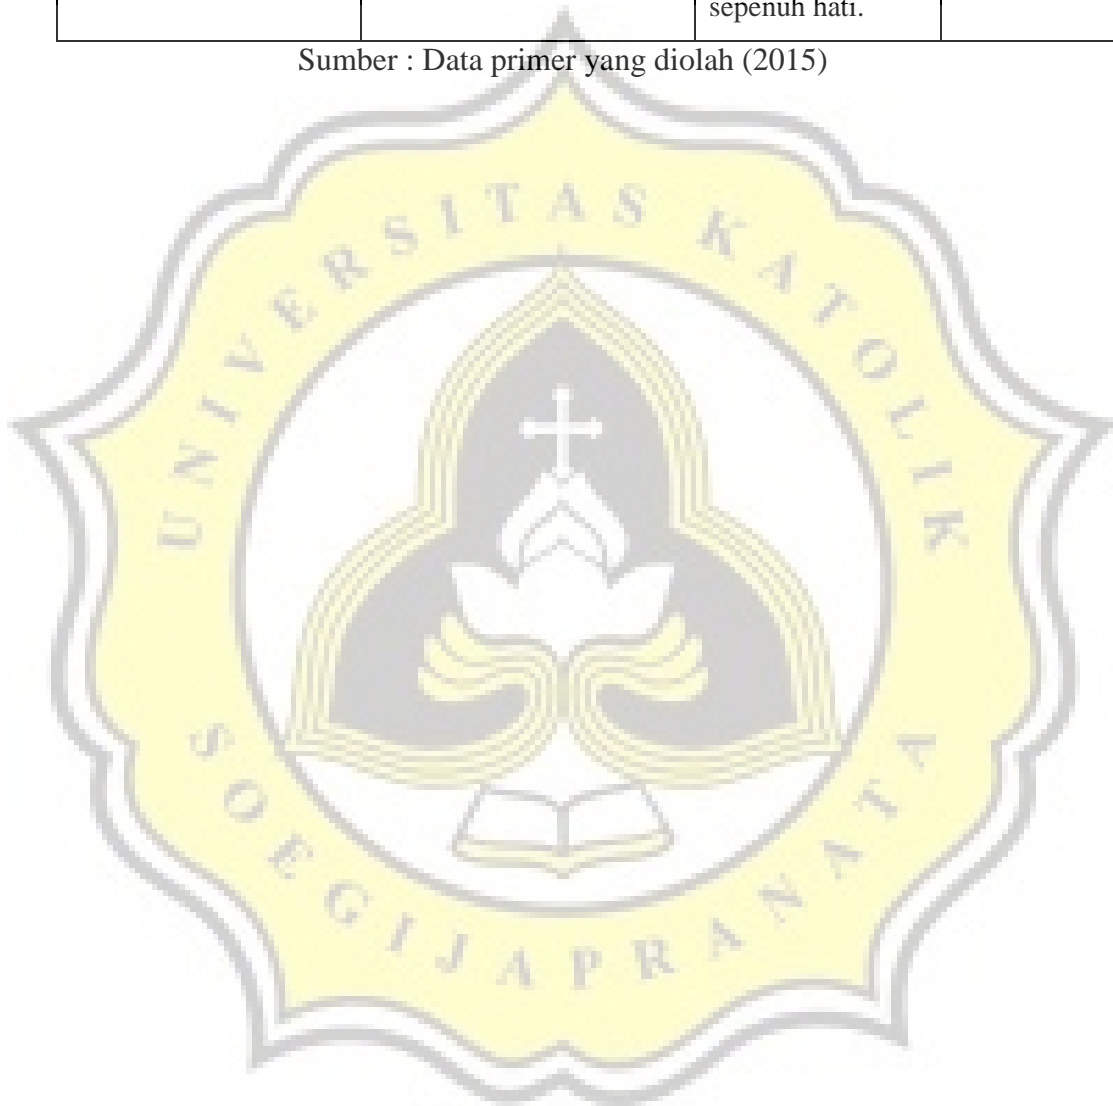 sepenuh hati.
Sumber : Data primer yang diolah (2015)
UNIVERSITAS KATOLIK
SOEGIJAPRANATA